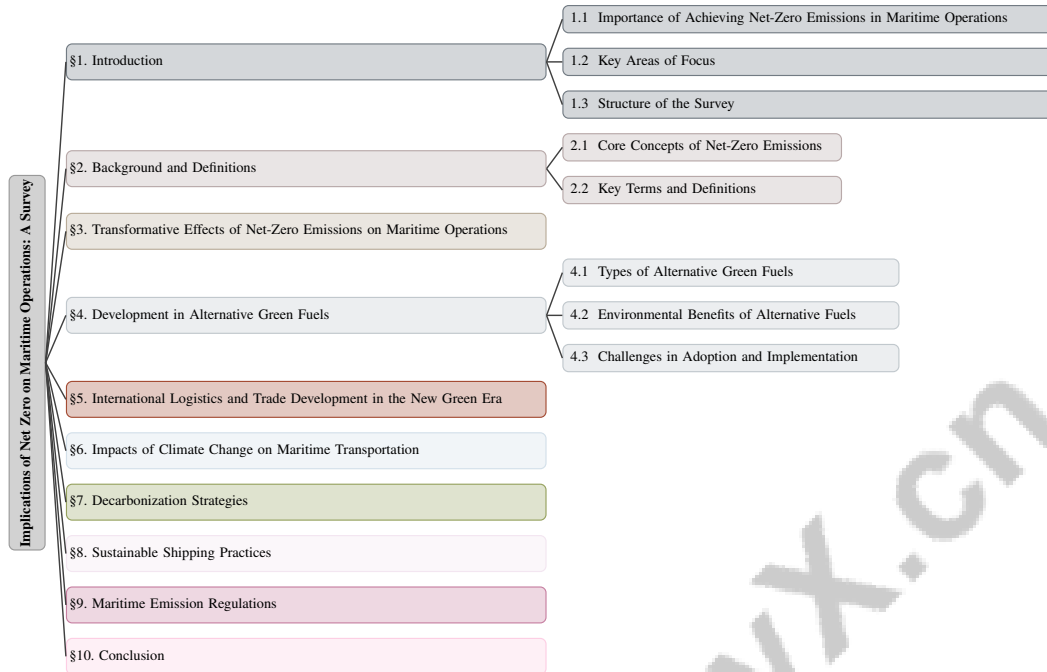 Implications of Net Zero on Maritime Operations: A Survey
§1. Introduction
1.1 Importance of Achieving Net-Zero Emissions in Maritime Operations
1.2 Key Areas of Focus
1.3 Structure of the Survey
§2. Background and Definitions
2.1 Core Concepts of Net-Zero Emissions
2.2 Key Terms and Definitions
§3. Transformative Effects of Net-Zero Emissions on Maritime Operations
§4. Development in Alternative Green Fuels
4.1 Types of Alternative Green Fuels
4.2 Environmental Benefits of Alternative Fuels
4.3 Challenges in Adoption and Implementation
§5. International Logistics and Trade Development in the New Green Era
§6. Impacts of Climate Change on Maritime Transportation
§7. Decarbonization Strategies
§8. Sustainable Shipping Practices
§9. Maritime Emission Regulations
§10. Conclusion